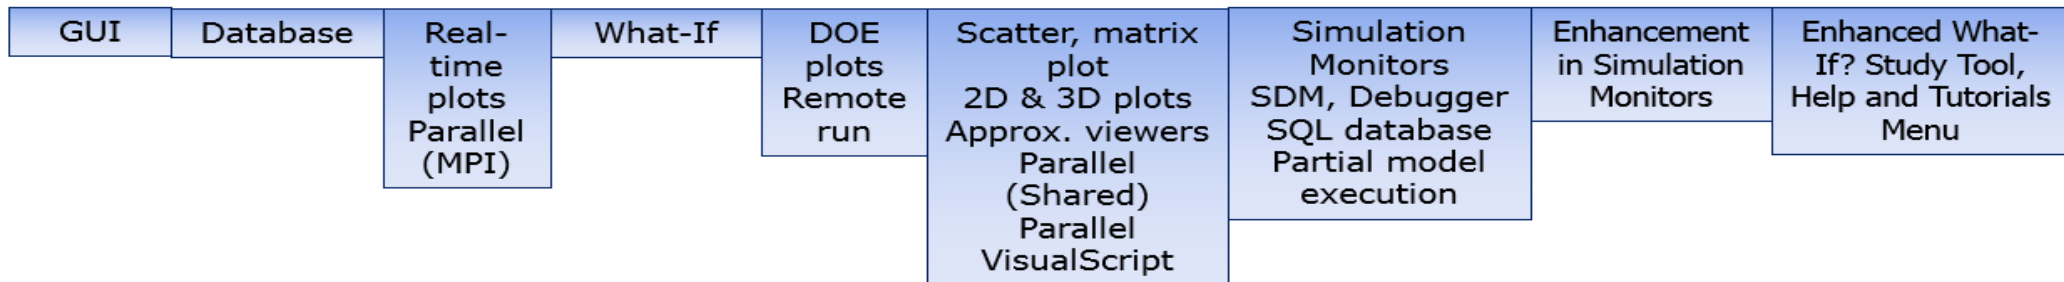 GUI
Database
Real-
time
plots
Parallel
(MPI)
What-If
DOE
plots
Remote
run
Scatter, matrix
plot
2D & 3D plots
Approx. viewers
Parallel
(Shared)
Parallel
VisualScript
Simulation
Monitors
SDM, Debugger
SQL database
Partial model
execution
Enhancement
in Simulation
Monitors
Enhanced What-
If? Study Tool,
Help and Tutorials
Menu